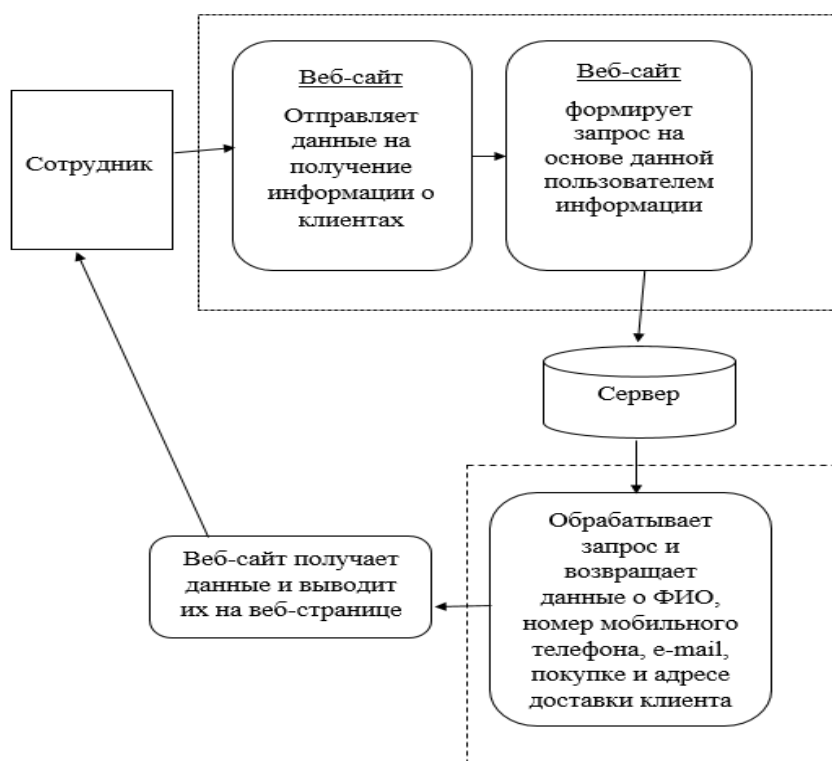 Сотрудник
Веб-сайт
Отправляет
данные на
получение
информации о
клиентах
Веб-сайт
формирует
запрос на
основе данной
пользователем
информации
Сервер
Обрабатывает
запрос и
возвращает
данные о ФИО,
номер мобильного
телефона, e-mail,
покупке и адресе
доставки клиента
Веб-сайт получает
данные и выводит
их на веб-странице